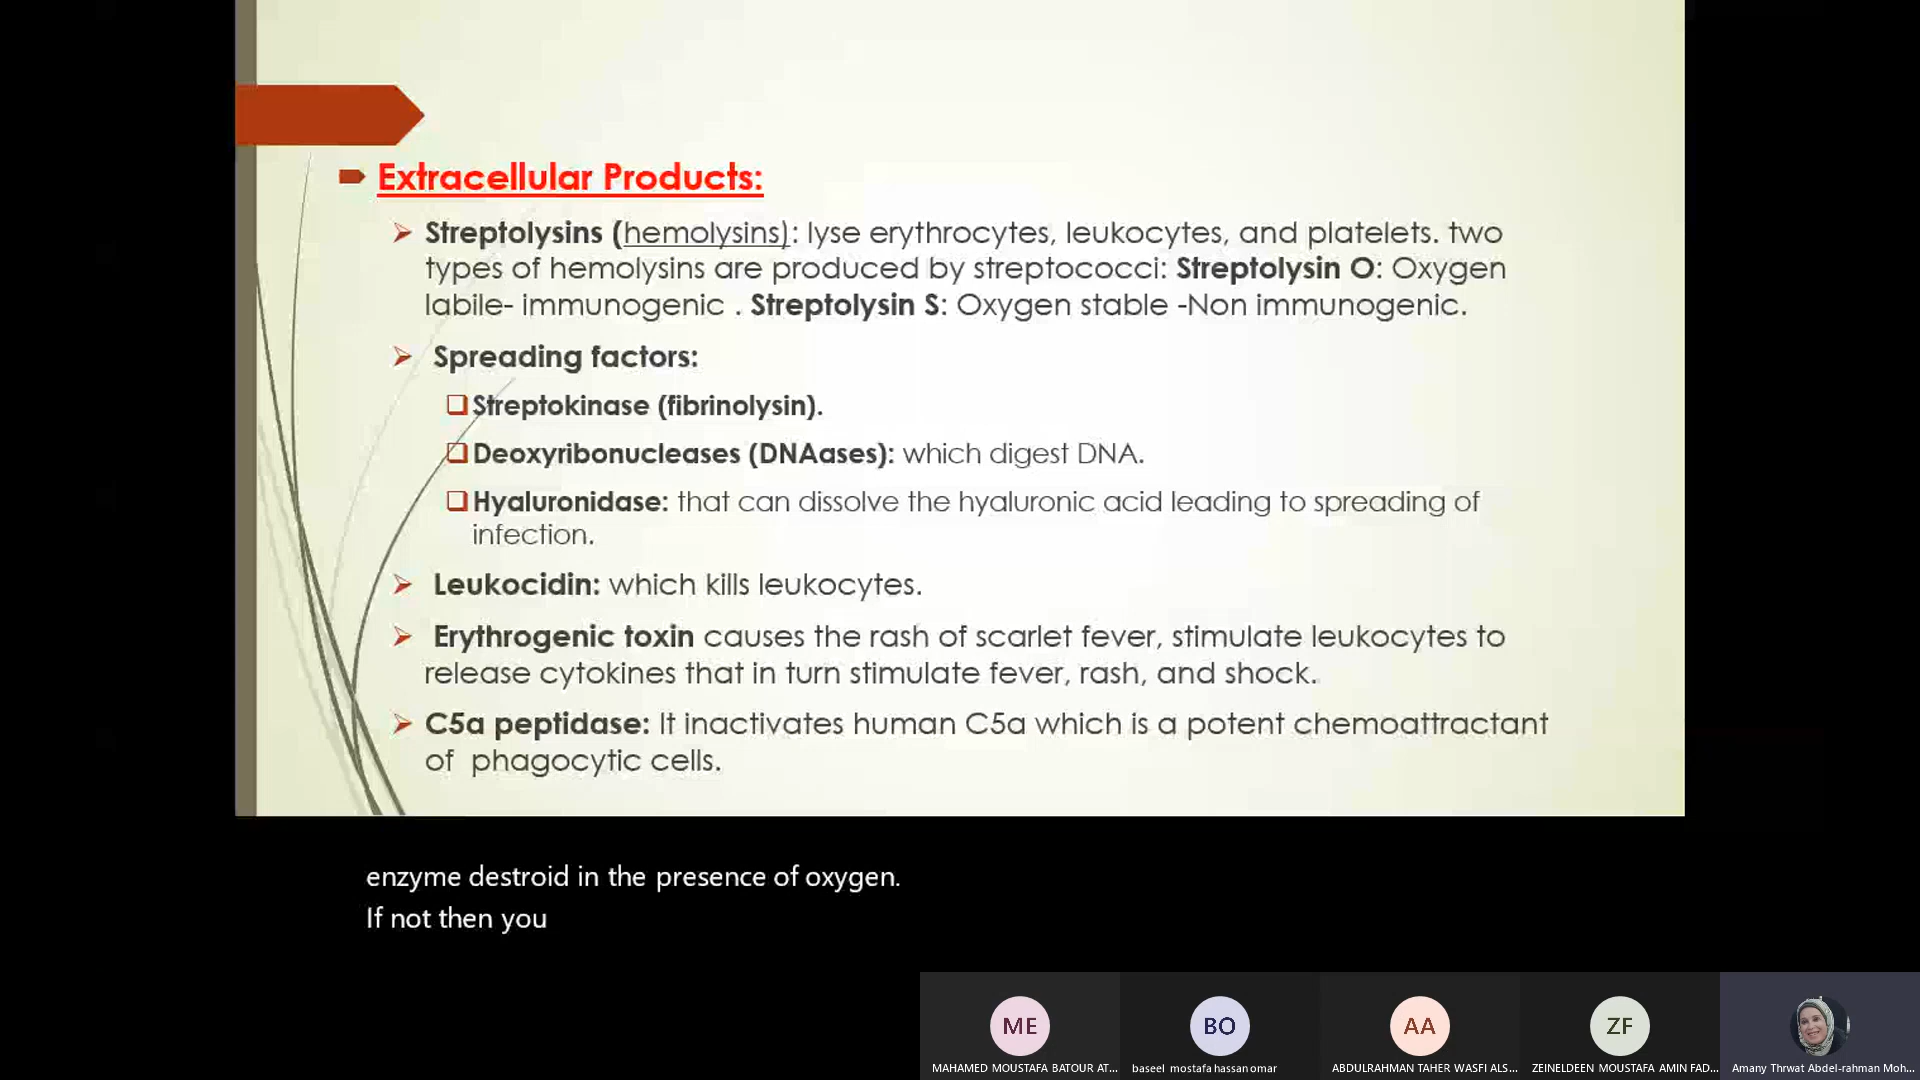 Extracellular Products:
Streptolysins (hemolysins): lyse erythrocytes, leukocytes, and platelets. two
types of hemolysins are produced by streptococci: Streptolysin O: Oxygen
labile- immunogenic . Streptolysin S: Oxygen stable -Non immunogenic.
Spreading factors:
Streptokinase (fibrinolysin).
Deoxyribonucleases (DNAases): which digest DNA.
Hyaluronidase: that can dissolve the hyaluronic acid leading to spreading of
infection.
Leukocidin: which kills leukocytes.
Erythrogenic toxin causes the rash of scarlet fever, stimulate leukocytes to
release cytokines that in turn stimulate fever, rash, and shock.
C5a peptidase: It inactivates human C5a which is a potent chemoattractant
of phagocytic cells.
enzyme destroid in the presence of oxygen.
If not then you
ME BO AA ZF
MAHAMED MOUSTAFA BATOUR AT... baseel mostafa hassan omar ABDULRAHMAN TAHER WASFI ALS... ZEINELDEEN MOUSTAFA AMIN FAD... Amany Thrwat Abdel-rahman Moh...